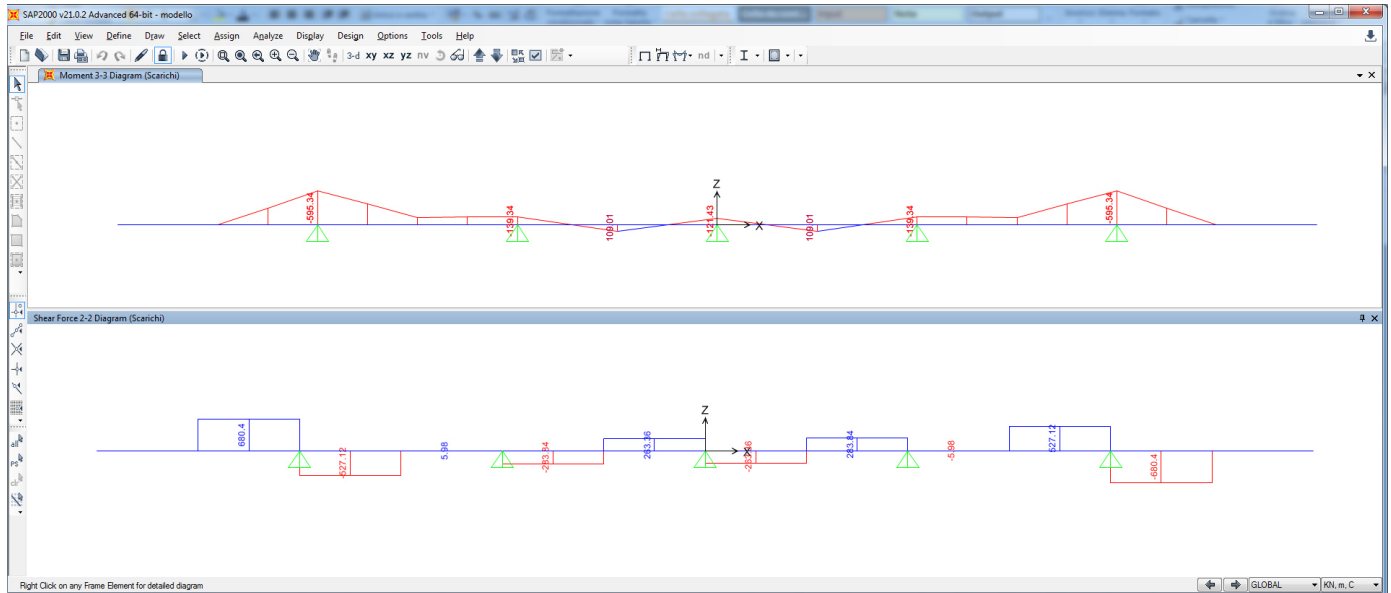 SAP2000 v21.0.2 Advanced 64-bit - modello
File Edit View Define Draw Select Assign Analyze Display Design Options Tools Help
3-d xy xz yz nv nd
Moment 3-3 Diagram (Scarichi)
Z
X
-595.34 -139.34 109.01 -121.43 109.01 -139.34 -595.34
Shear Force 2-2 Diagram (Scarichi)
Z
X
680.4 -527.12 5.98 -283.84 263.36 283.84 -5.98 527.12 -680.4
all
PS
Right Click on any Frame Element for detailed diagram
GLOBAL
KN, m, C